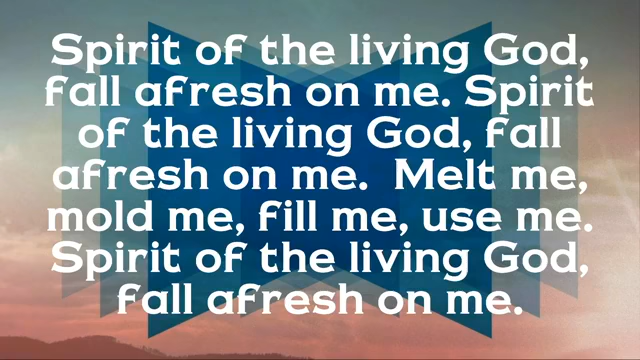 Spirit of the living God,
fall afresh on me. Spirit
of the living God, fall
afresh on me.  Melt me,
mold me, fill me, use me.
Spirit of the living God,
fall afresh on me.